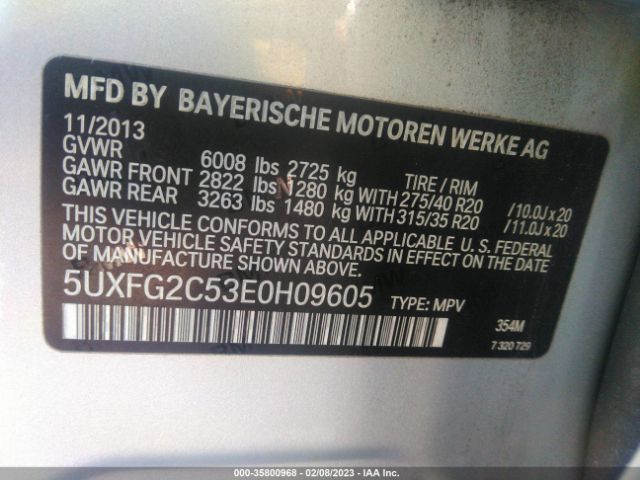 MFD BY BAYERISCHE MOTOREN WERKE AG
11/2013
GVWR 6008 lbs 2725 kg TIRE / RIM
GAWR FRONT 2822 lbs 1280 kg WITH 275/40 R20 /10.0J x 20
GAWR REAR 3263 lbs 1480 kg WITH 315/35 R20 /11.0J x 20
THIS VEHICLE CONFORMS TO ALL APPLICABLE U. S. FEDERAL
MOTOR VEHICLE SAFETY STANDARDS IN EFFECT ON THE DATE
OF MANUFACTURE SHOWN ABOVE.
5UXFG2C53E0H09605 TYPE: MPV
354M
7 320 729
000-35800968 - 02/08/2023 - IAA Inc.